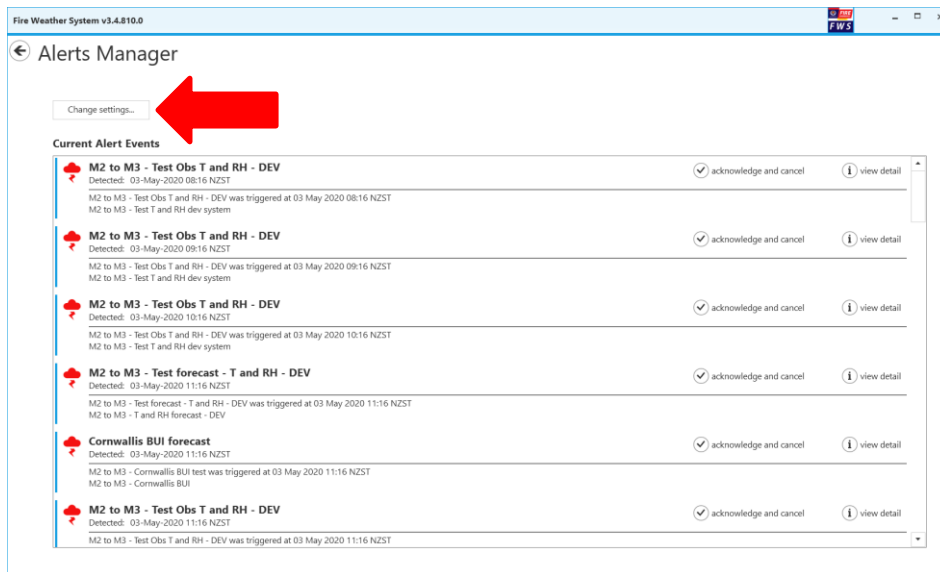 Fire Weather System v3.4.810.0
FIRE
FWS
Alerts Manager
Change settings...
Current Alert Events
M2 to M3 - Test Obs T and RH - DEV
Detected: 03-May-2020 08:16 NZST
acknowledge and cancel
view detail
M2 to M3 - Test Obs T and RH - DEV was triggered at 03 May 2020 08:16 NZST
M2 to M3 - Test T and RH dev system
M2 to M3 - Test Obs T and RH - DEV
Detected: 03-May-2020 09:16 NZST
acknowledge and cancel
view detail
M2 to M3 - Test Obs T and RH - DEV was triggered at 03 May 2020 09:16 NZST
M2 to M3 - Test T and RH dev system
M2 to M3 - Test Obs T and RH - DEV
Detected: 03-May-2020 10:16 NZST
acknowledge and cancel
view detail
M2 to M3 - Test Obs T and RH - DEV was triggered at 03 May 2020 10:16 NZST
M2 to M3 - Test T and RH dev system
M2 to M3 - Test forecast - T and RH - DEV
Detected: 03-May-2020 11:16 NZST
acknowledge and cancel
view detail
M2 to M3 - Test forecast - T and RH - DEV was triggered at 03 May 2020 11:16 NZST
M2 to M3 - T and RH forecast - DEV
Cornwallis BUI forecast
Detected: 03-May-2020 11:16 NZST
acknowledge and cancel
view detail
M2 to M3 - Cornwallis BUI test was triggered at 03 May 2020 11:16 NZST
M2 to M3 - Cornwallis BUI
M2 to M3 - Test Obs T and RH - DEV
Detected: 03-May-2020 11:16 NZST
acknowledge and cancel
view detail
M2 to M3 - Test Obs T and RH - DEV was triggered at 03 May 2020 11:16 NZST